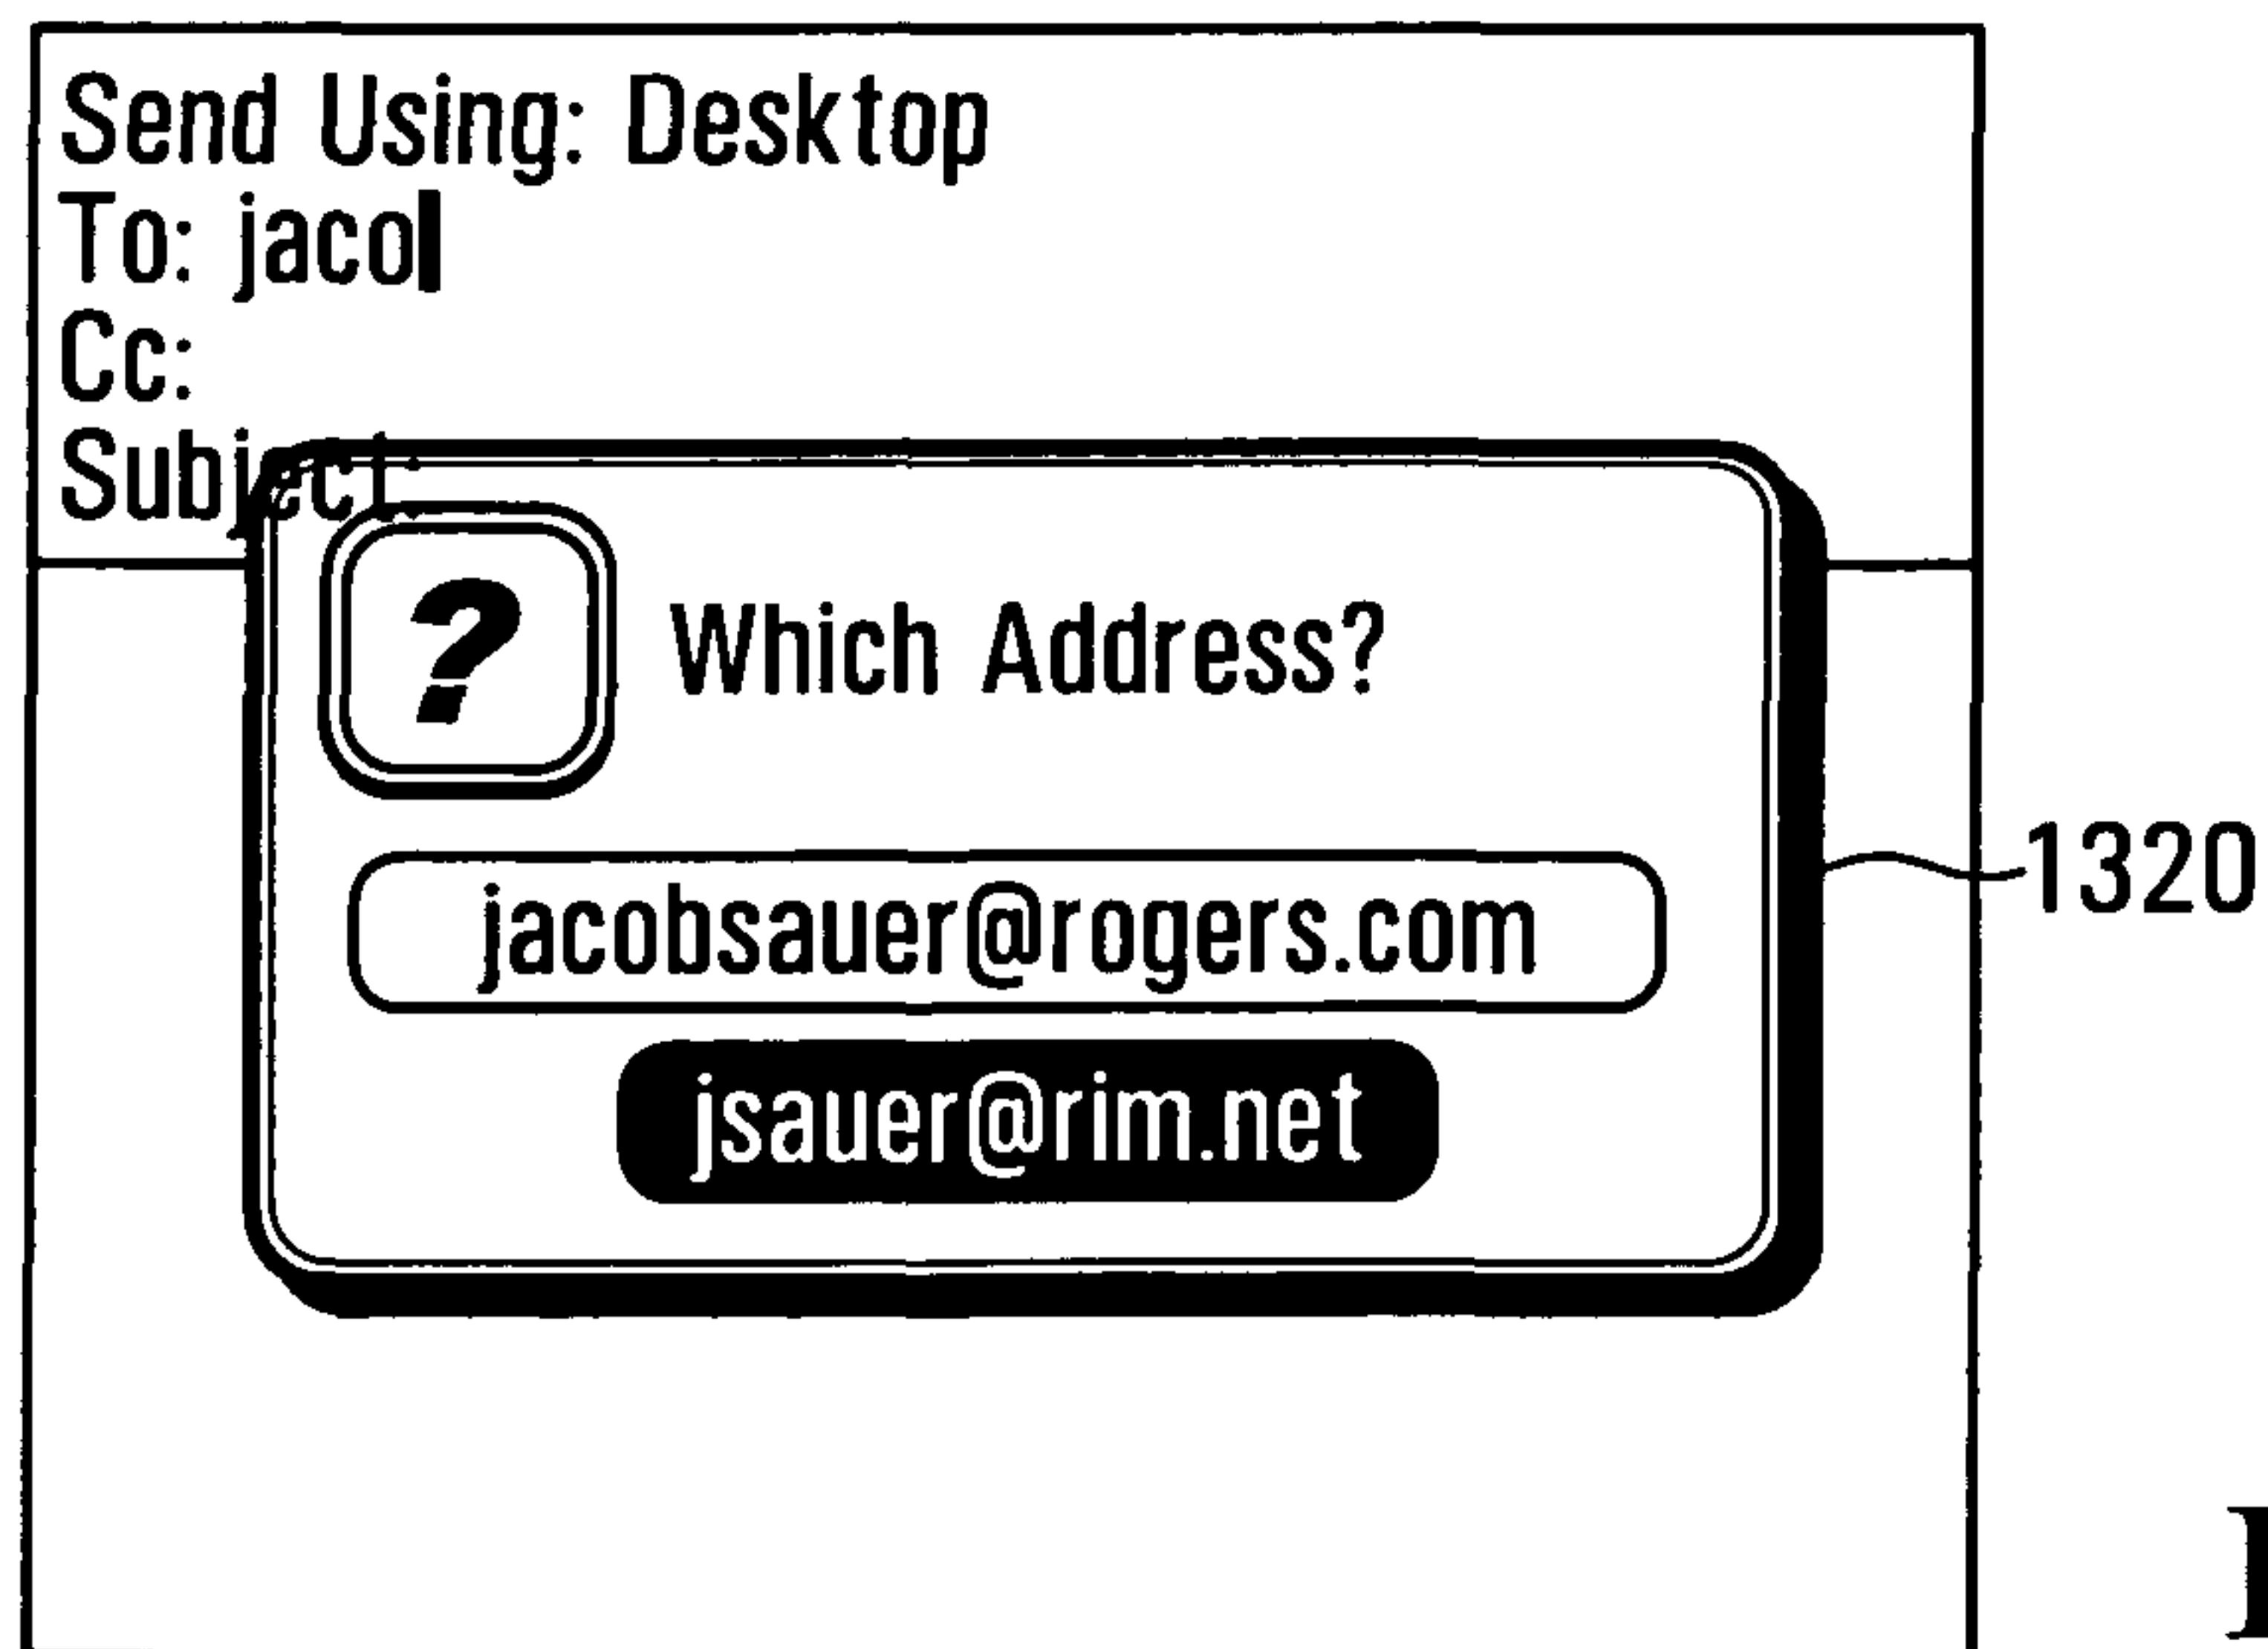 Send Using: Desktop
To: jaco
Cc:
Subject:
? Which Address?
jacobsauer@rogers.com
1320
jsauer@rim.net